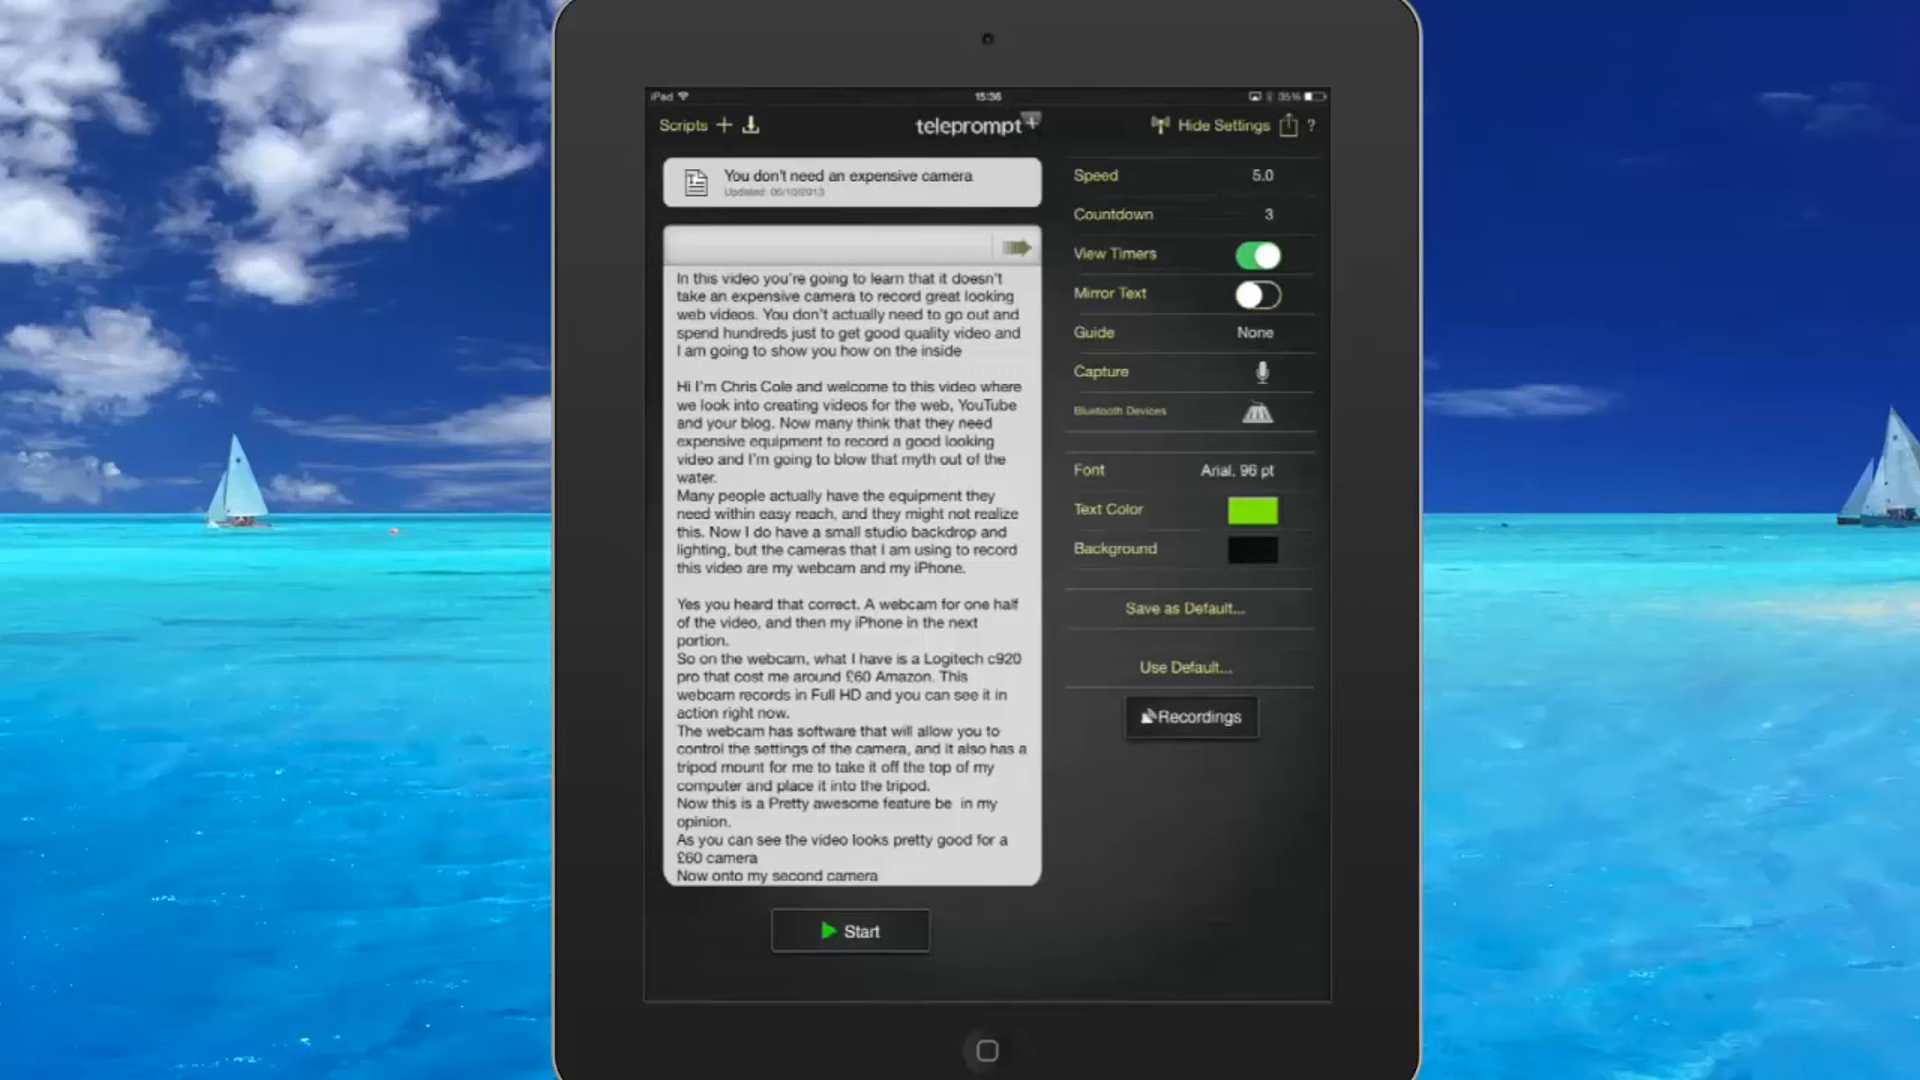 iPad
15:36
35%
Scripts +
teleprompt+
Hide Settings
?
You don't need an expensive camera
Updated: 06/10/2013
In this video you're going to learn that it doesn't
take an expensive camera to record great looking
web videos. You don't actually need to go out and
spend hundreds just to get good quality video and
I am going to show you how on the inside
Hi I'm Chris Cole and welcome to this video where
we look into creating videos for the web, YouTube
and your blog. Now many think that they need
expensive equipment to record a good looking
video and I'm going to blow that myth out of the
water.
Many people actually have the equipment they
need within easy reach, and they might not realize
this. Now I do have a small studio backdrop and
lighting, but the cameras that I am using to record
this video are my webcam and my iPhone.
Yes you heard that correct. A webcam for one half
of the video, and then my iPhone in the next
portion.
So on the webcam, what I have is a Logitech c920
pro that cost me around £60 Amazon. This
webcam records in Full HD and you can see it in
action right now.
The webcam has software that will allow you to
control the settings of the camera, and it also has a
tripod mount for me to take it off the top of my
computer and place it into the tripod.
Now this is a Pretty awesome feature be  in my
opinion.
As you can see the video looks pretty good for a
£60 camera
Now onto my second camera
Start
Speed 5.0
Countdown 3
View Timers
Mirror Text
Guide None
Capture
Bluetooth Devices
Font Arial, 96 pt
Text Color
Background
Save as Default...
Use Default...
Recordings